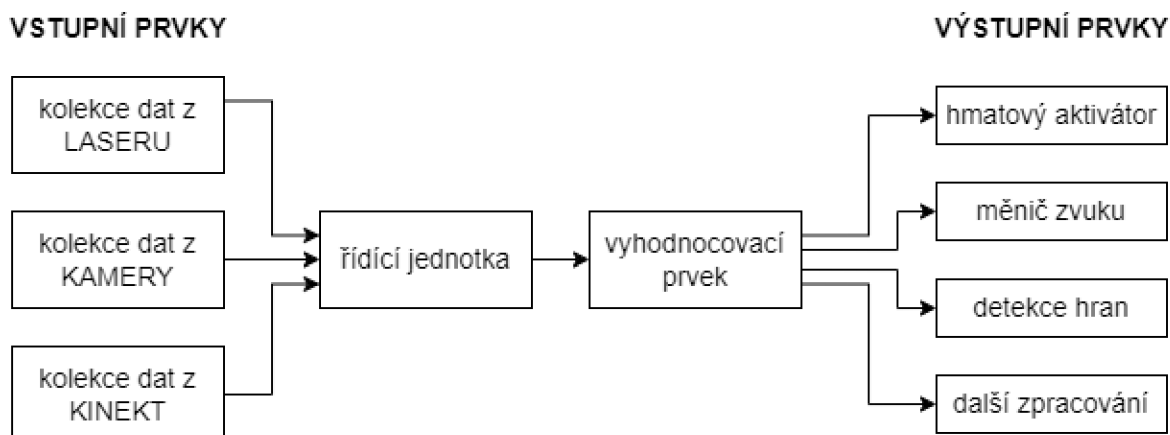 VSTUPNÍ PRVKY
VÝSTUPNÍ PRVKY
kolekce dat z
LASERU
kolekce dat z
KAMERY
kolekce dat z
KINEKT
řídící jednotka
vyhodnocovací
prvek
hmatový aktivátor
měnič zvuku
detekce hran
další zpracování